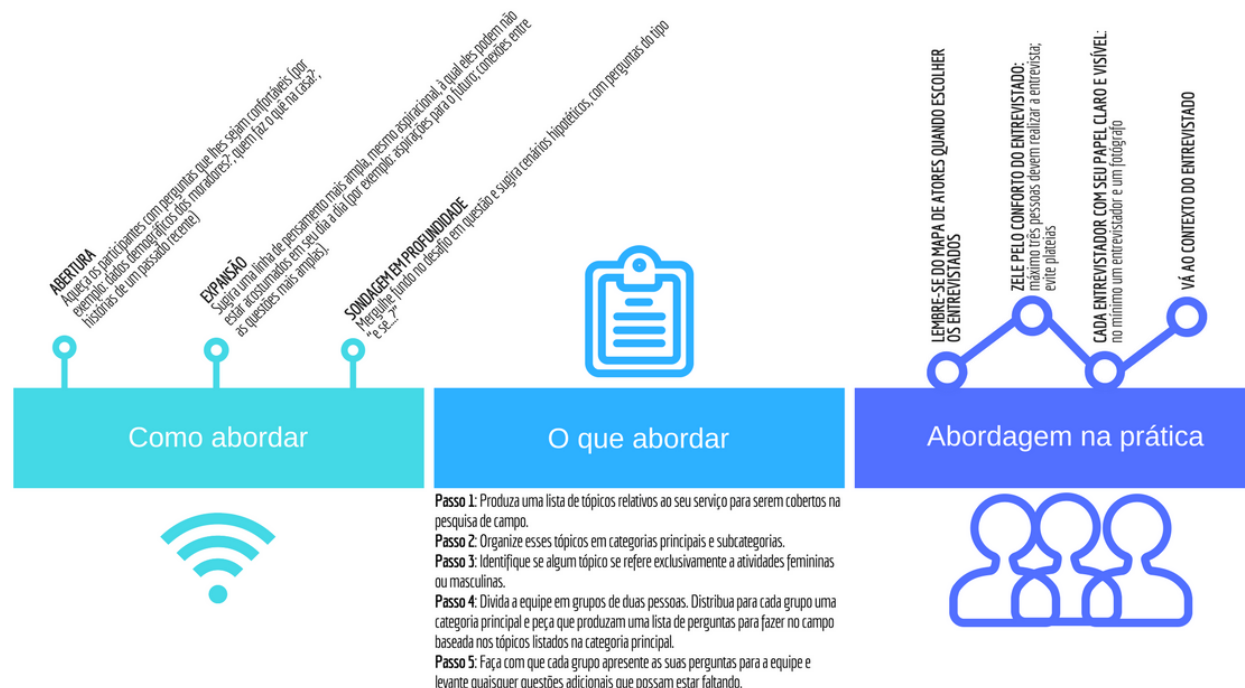 ABERTURA
Aqueça os participantes com perguntas que lhes sejam confortáveis (por
exemplo: dados demográficos dos moradores?; quem faz o quê na casa?;
histórias de um passado recente)
EXPANSÃO
Sugira uma linha de pensamento mais ampla, mesmo aspiracional, à qual eles podem não
estar acostumados em seu dia a dia (por exemplo: aspirações para o futuro; conexões entre
as questões mais amplas).
SONDAGEM EM PROFUNDIDADE
Mergulhe fundo no desafio em questão e sugira cenários hipotéticos, com perguntas do tipo
“e se...?”
Como abordar
O que abordar
Passo 1: Produza uma lista de tópicos relativos ao seu serviço para serem cobertos na
pesquisa de campo.
Passo 2: Organize esses tópicos em categorias principais e subcategorias.
Passo 3: Identifique se algum tópico se refere exclusivamente a atividades femininas
ou masculinas.
Passo 4: Divida a equipe em grupos de duas pessoas. Distribua para cada grupo uma
categoria principal e peça que produzam uma lista de perguntas para fazer no campo
baseada nos tópicos listados na categoria principal.
Passo 5: Faça com que cada grupo apresente as suas perguntas para a equipe e
levante quaisquer questões adicionais que possam estar faltando.
LEMBRE-SE DO MAPA DE ATORES QUANDO ESCOLHER
OS ENTREVISTADOS
ZELE PELO CONFORTO DO ENTREVISTADO:
máximo três pessoas devem realizar a entrevista;
evite plateias
CADA ENTREVISTADOR COM SEU PAPEL CLARO E VISÍVEL:
no mínimo um entrevistador e um fotógrafo
VÁ AO CONTEXTO DO ENTREVISTADO
Abordagem na prática